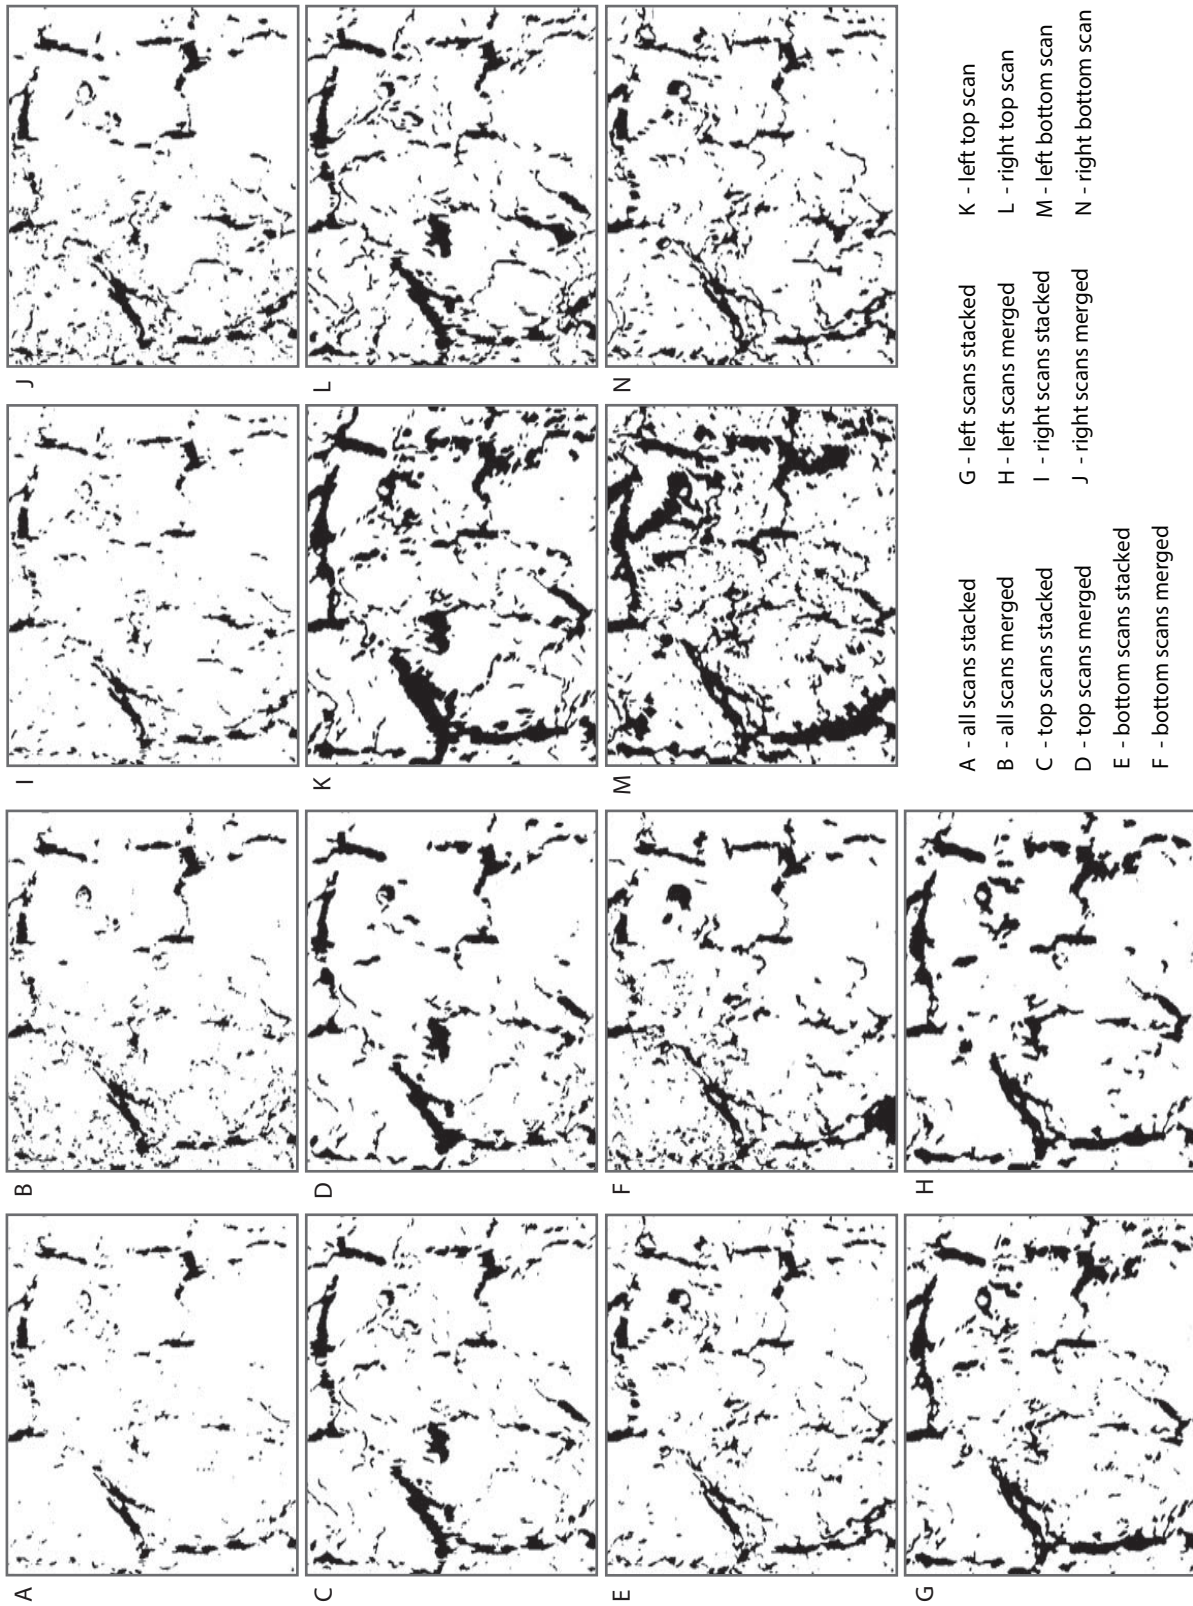 A
B
I
J
C
D
K
L
E
F
M
N
G
H
A - all scans stacked
B - all scans merged
C - top scans stacked
D - top scans merged
E - bottom scans stacked
F - bottom scans merged
G - left scans stacked
H - left scans merged
I - right scans stacked
J - right scans merged
K - left top scan
L - right top scan
M - left bottom scan
N - right bottom scan